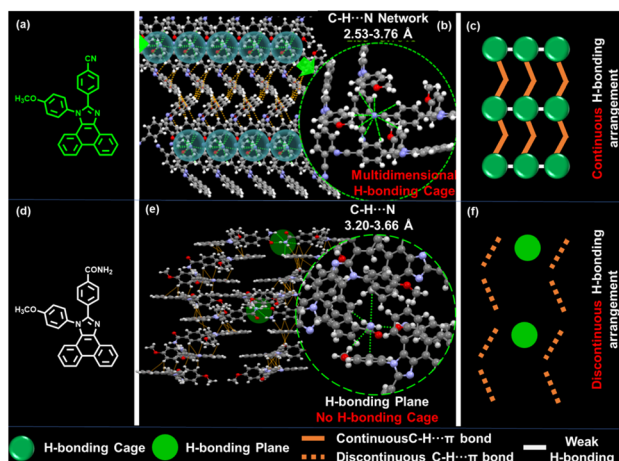 (a)
CN
H₃CO
N
N
C-H···N Network
2.53-3.76 Å
(b)
Multidimensional
H-bonding Cage
(c)
Continuous H-bonding
arrangement
(d)
CONH₂
H₃CO
N
N
(e)
C-H···N
3.20-3.66 Å
H-bonding Plane
No H-bonding Cage
(f)
Discontinuous H-bonding
arrangement
H-bonding Cage
H-bonding Plane
ContinuousC-H···π bond
Discontinuous C-H···π bond
Weak
H-bonding